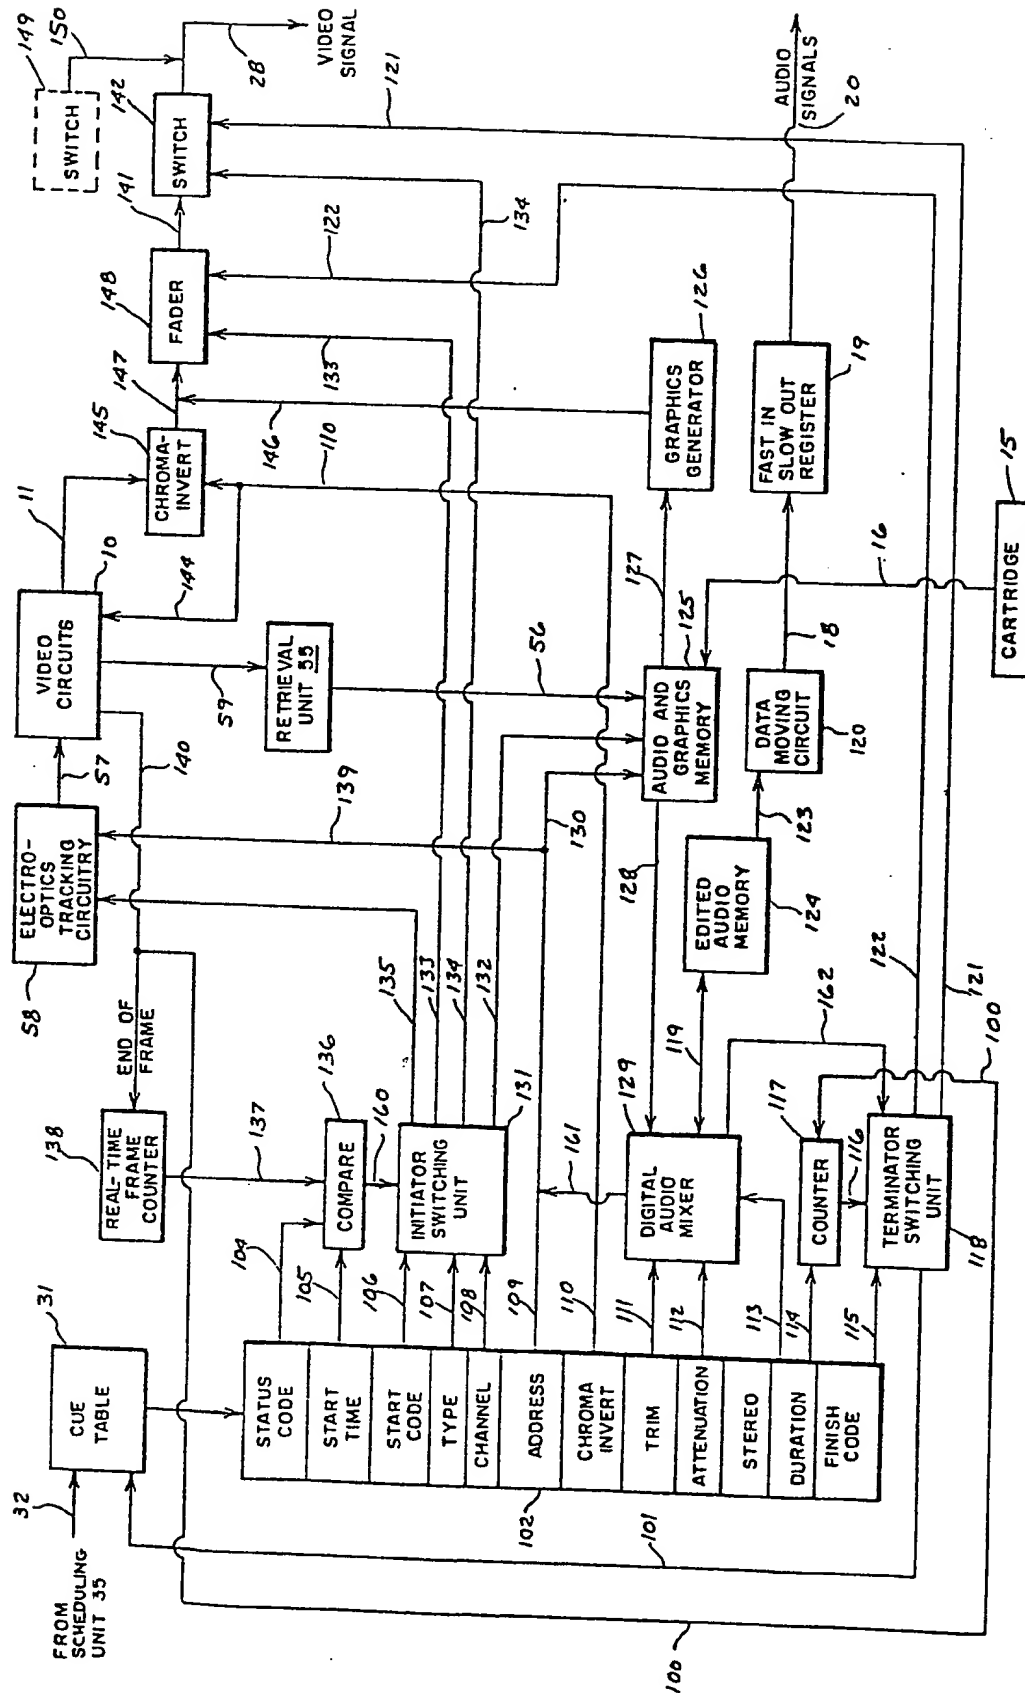 FROM
SCHEDULING
UNIT 35
32
CUE
TABLE
31
101
100
STATUS
CODE
START
TIME
START
CODE
TYPE
CHANNEL
ADDRESS
CHROMA
INVERT
TRIM
ATTENUATION
STEREO
DURATION
FINISH
CODE
102
104
105
106
107
108
109
110
111
112
113
114
115
REAL-TIME
FRAME
COUNTER
138
END OF
FRAME
137
COMPARE
136
160
INITIATOR
SWITCHING
UNIT
131
135
133
134
132
161
DIGITAL
AUDIO
MIXER
129
COUNTER
117
116
TERMINATOR
SWITCHING
UNIT
118
162
100
122
121
ELECTRO-
OPTICS
TRACKING
CIRCUITRY
58
57
140
139
130
128
119
EDITED
AUDIO
MEMORY
124
123
VIDEO
CIRCUITS
10
11
144
59
RETRIEVAL
UNIT 55
56
AUDIO AND
GRAPHICS
MEMORY
125
127
DATA
MOVING
CIRCUIT
120
18
16
CARTRIDGE
15
CHROMA-
INVERT
145
147
146
110
GRAPHICS
GENERATOR
126
FAST IN
SLOW OUT
REGISTER
19
FADER
148
133
122
141
134
SWITCH
142
SWITCH
149
150
28
VIDEO
SIGNAL
121
AUDIO
SIGNALS
20